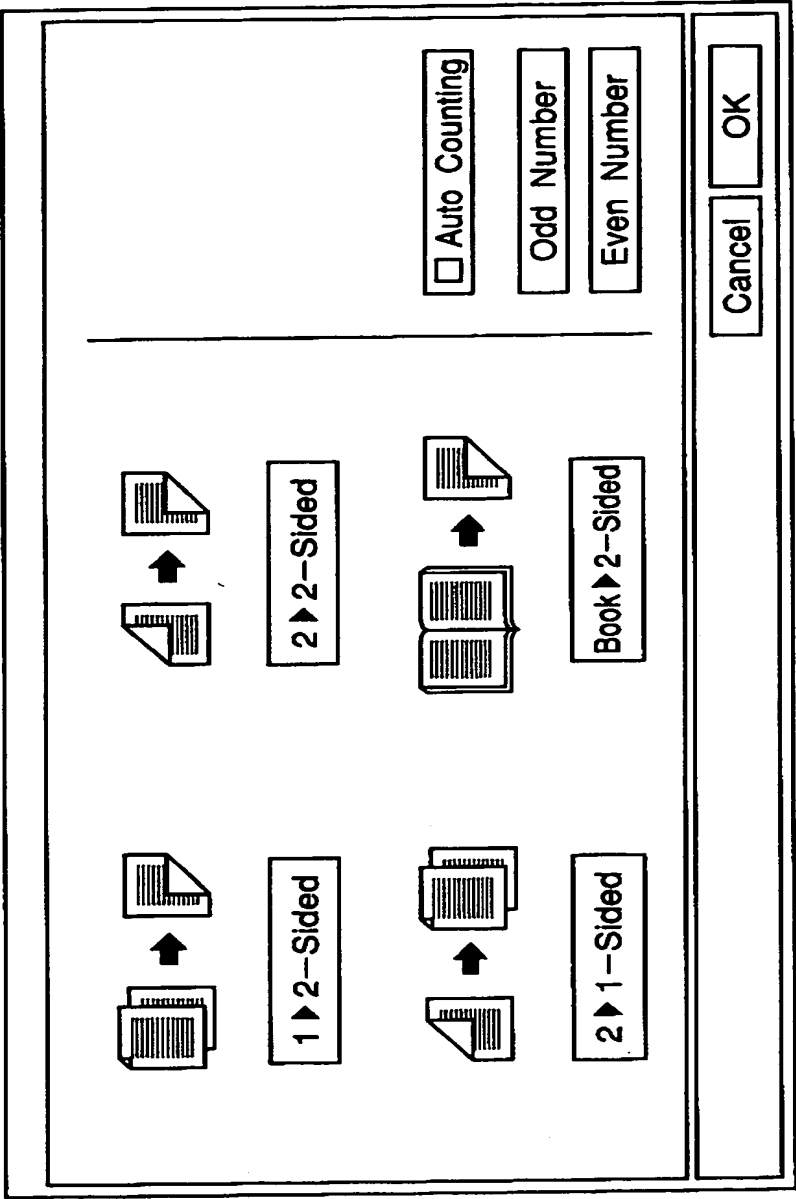 1▶2-Sided
2▶2-Sided
2▶1-Sided
Book▶2-Sided
□ Auto Counting
Odd Number
Even Number
Cancel
OK